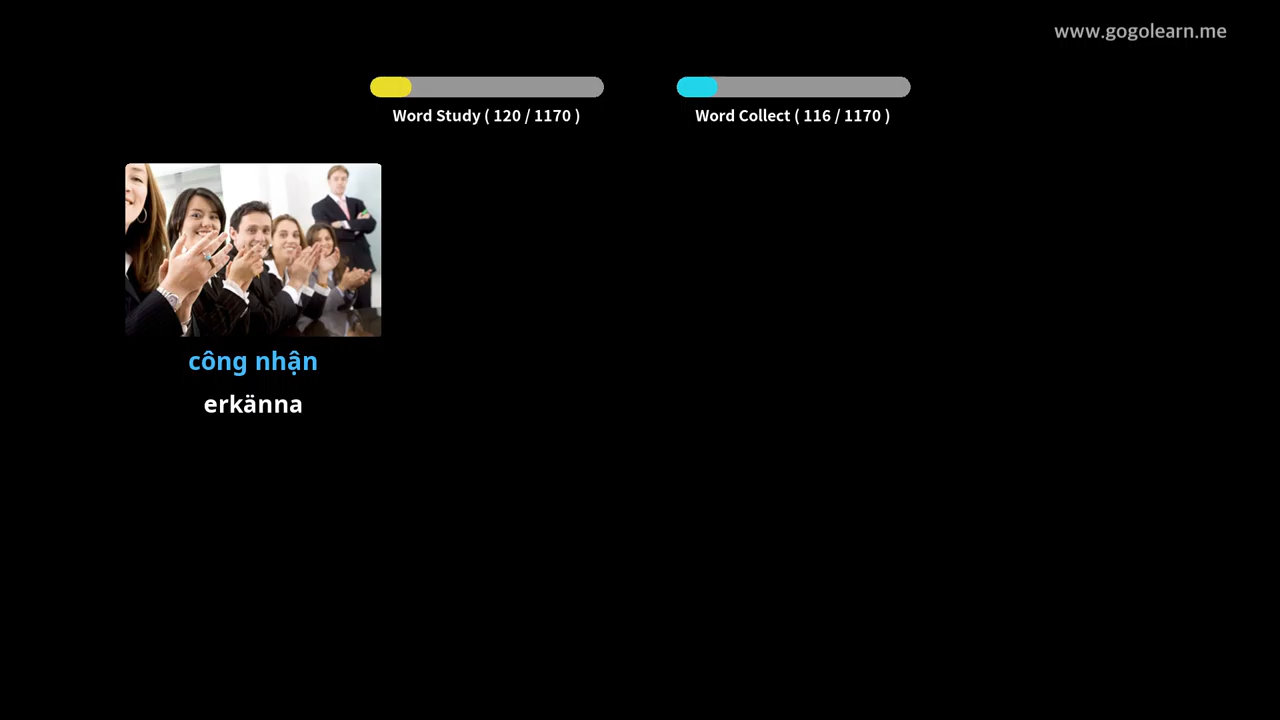 www.gogolearn.me
Word Study ( 120 / 1170 )
Word Collect ( 116 / 1170 )
công nhận
erkänna